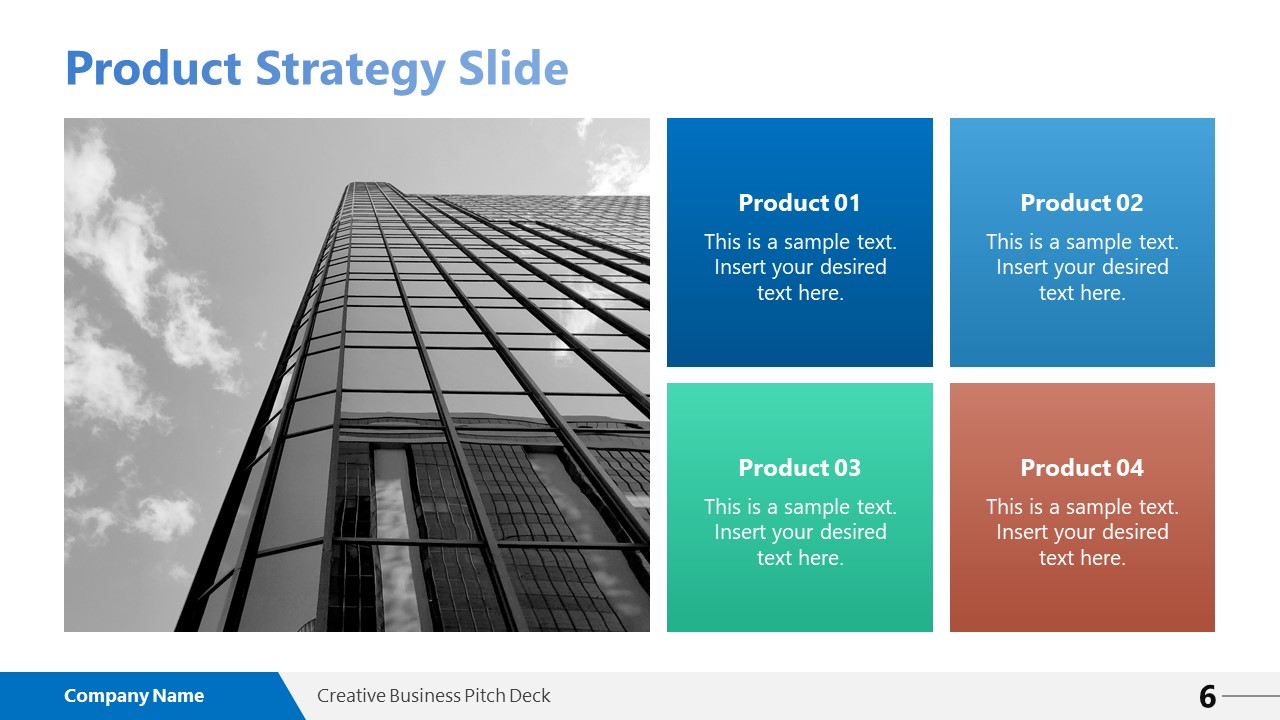 Product Strategy Slide
Product 01
This is a sample text.
Insert your desired
text here.
Product 02
This is a sample text.
Insert your desired
text here.
Product 03
This is a sample text.
Insert your desired
text here.
Product 04
This is a sample text.
Insert your desired
text here.
Company Name
Creative Business Pitch Deck
6